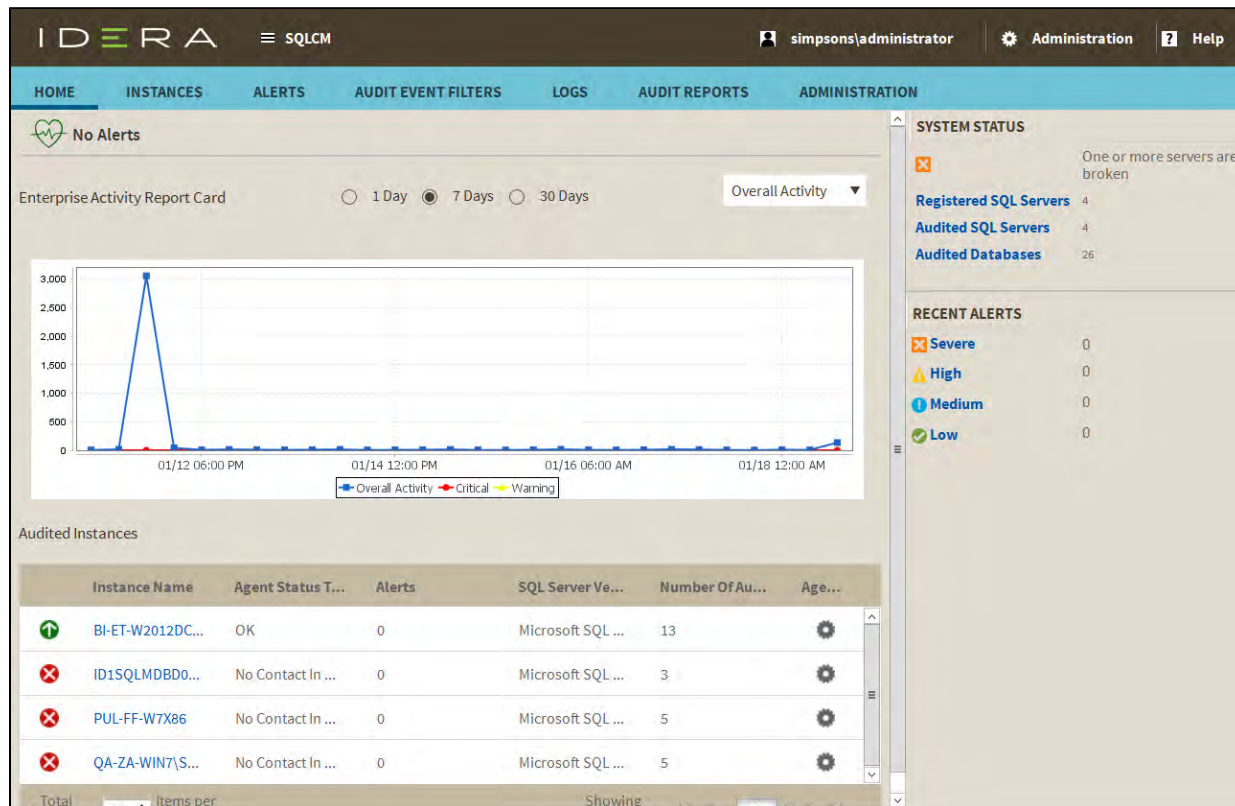 IDERA
SQLCM
simpsons\administrator
Administration
? Help
HOME INSTANCES ALERTS AUDIT EVENT FILTERS LOGS AUDIT REPORTS ADMINISTRATION
No Alerts
Enterprise Activity Report Card
1 Day
7 Days
30 Days
Overall Activity
3,000
2,500
2,000
1,500
1,000
500
0
01/12 06:00 PM
01/14 12:00 PM
01/16 06:00 AM
01/18 12:00 AM
Overall Activity Critical Warning
Audited Instances
Instance Name Agent Status T... Alerts SQL Server Ve... Number Of Au... Age...
BI-ET-W2012DC... OK 0 Microsoft SQL ... 13
ID1SQLMDBD0... No Contact In ... 0 Microsoft SQL ... 3
PUL-FF-W7X86 No Contact In ... 0 Microsoft SQL ... 5
QA-ZA-WIN7\S... No Contact In ... 0 Microsoft SQL ... 5
Total
Items per
Showing
SYSTEM STATUS
One or more servers are
broken
Registered SQL Servers 4
Audited SQL Servers 4
Audited Databases 26
RECENT ALERTS
Severe 0
High 0
Medium 0
Low 0